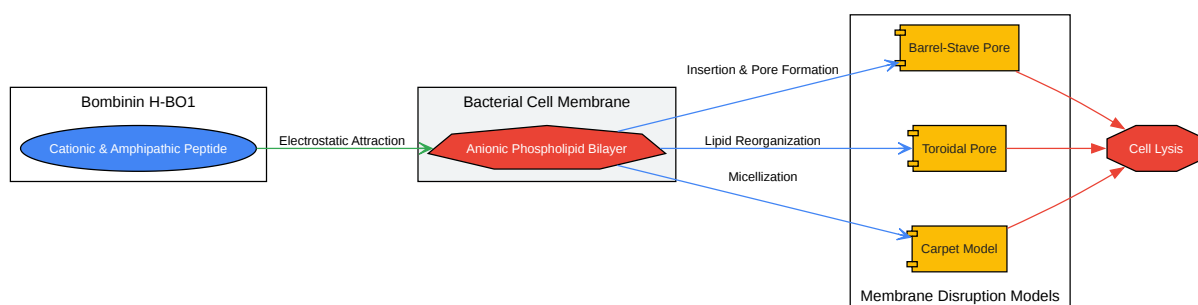 Bombinin H-BO1
Cationic & Amphipathic Peptide
Electrostatic Attraction
Bacterial Cell Membrane
Anionic Phospholipid Bilayer
Insertion & Pore Formation
Lipid Reorganization
Micellization
Barrel-Stave Pore
Toroidal Pore
Carpet Model
Membrane Disruption Models
Cell Lysis